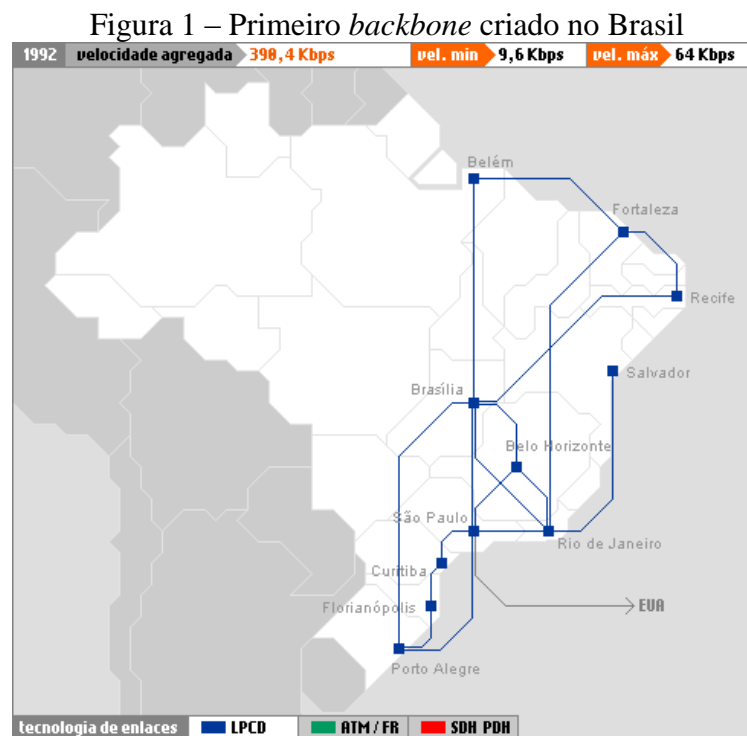 Figura 1 – Primeiro backbone criado no Brasil
1992 velocidade agregada 390,4 Kbps vel. mín 9,6 Kbps vel. máx 64 Kbps
Belém
Fortaleza
Recife
Salvador
Brasília
Belo Horizonte
São Paulo
Rio de Janeiro
Curitiba
Florianópolis
EUA
Porto Alegre
tecnologia de enlaces LPCD ATM / FR SDH PDH